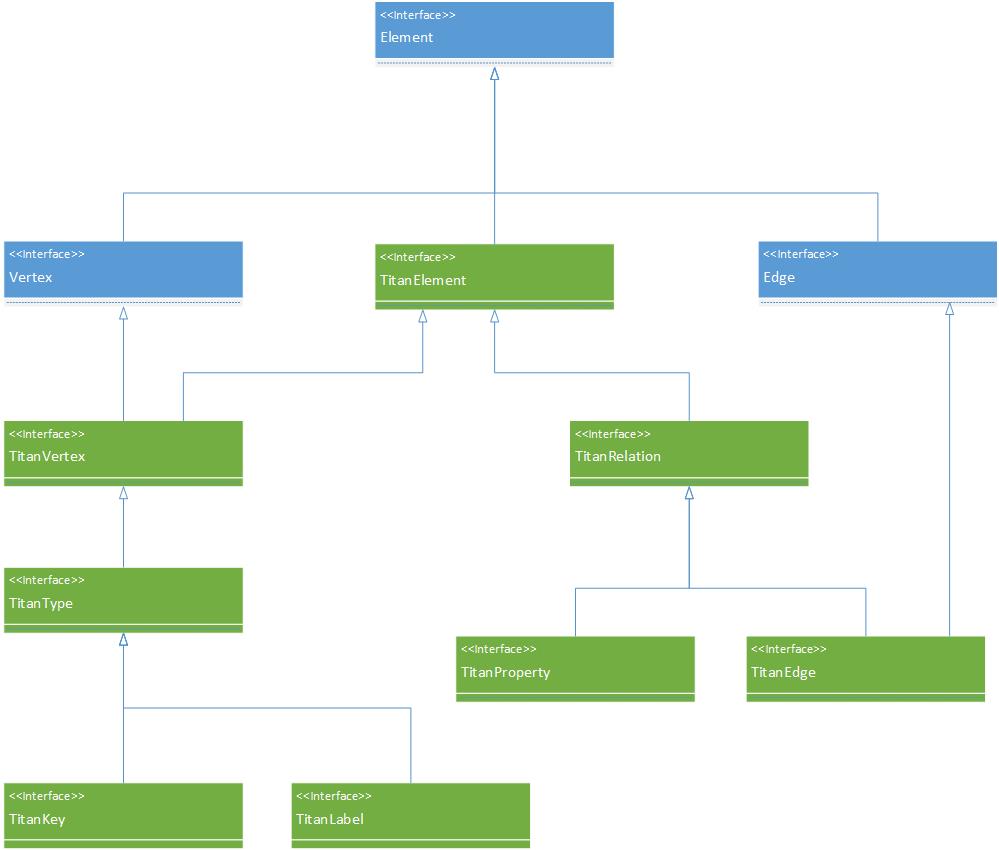 <<Interface>>
Element
<<Interface>>
Vertex
<<Interface>>
TitanElement
<<Interface>>
Edge
<<Interface>>
TitanVertex
<<Interface>>
TitanRelation
<<Interface>>
TitanType
<<Interface>>
TitanProperty
<<Interface>>
TitanEdge
<<Interface>>
TitanKey
<<Interface>>
TitanLabel